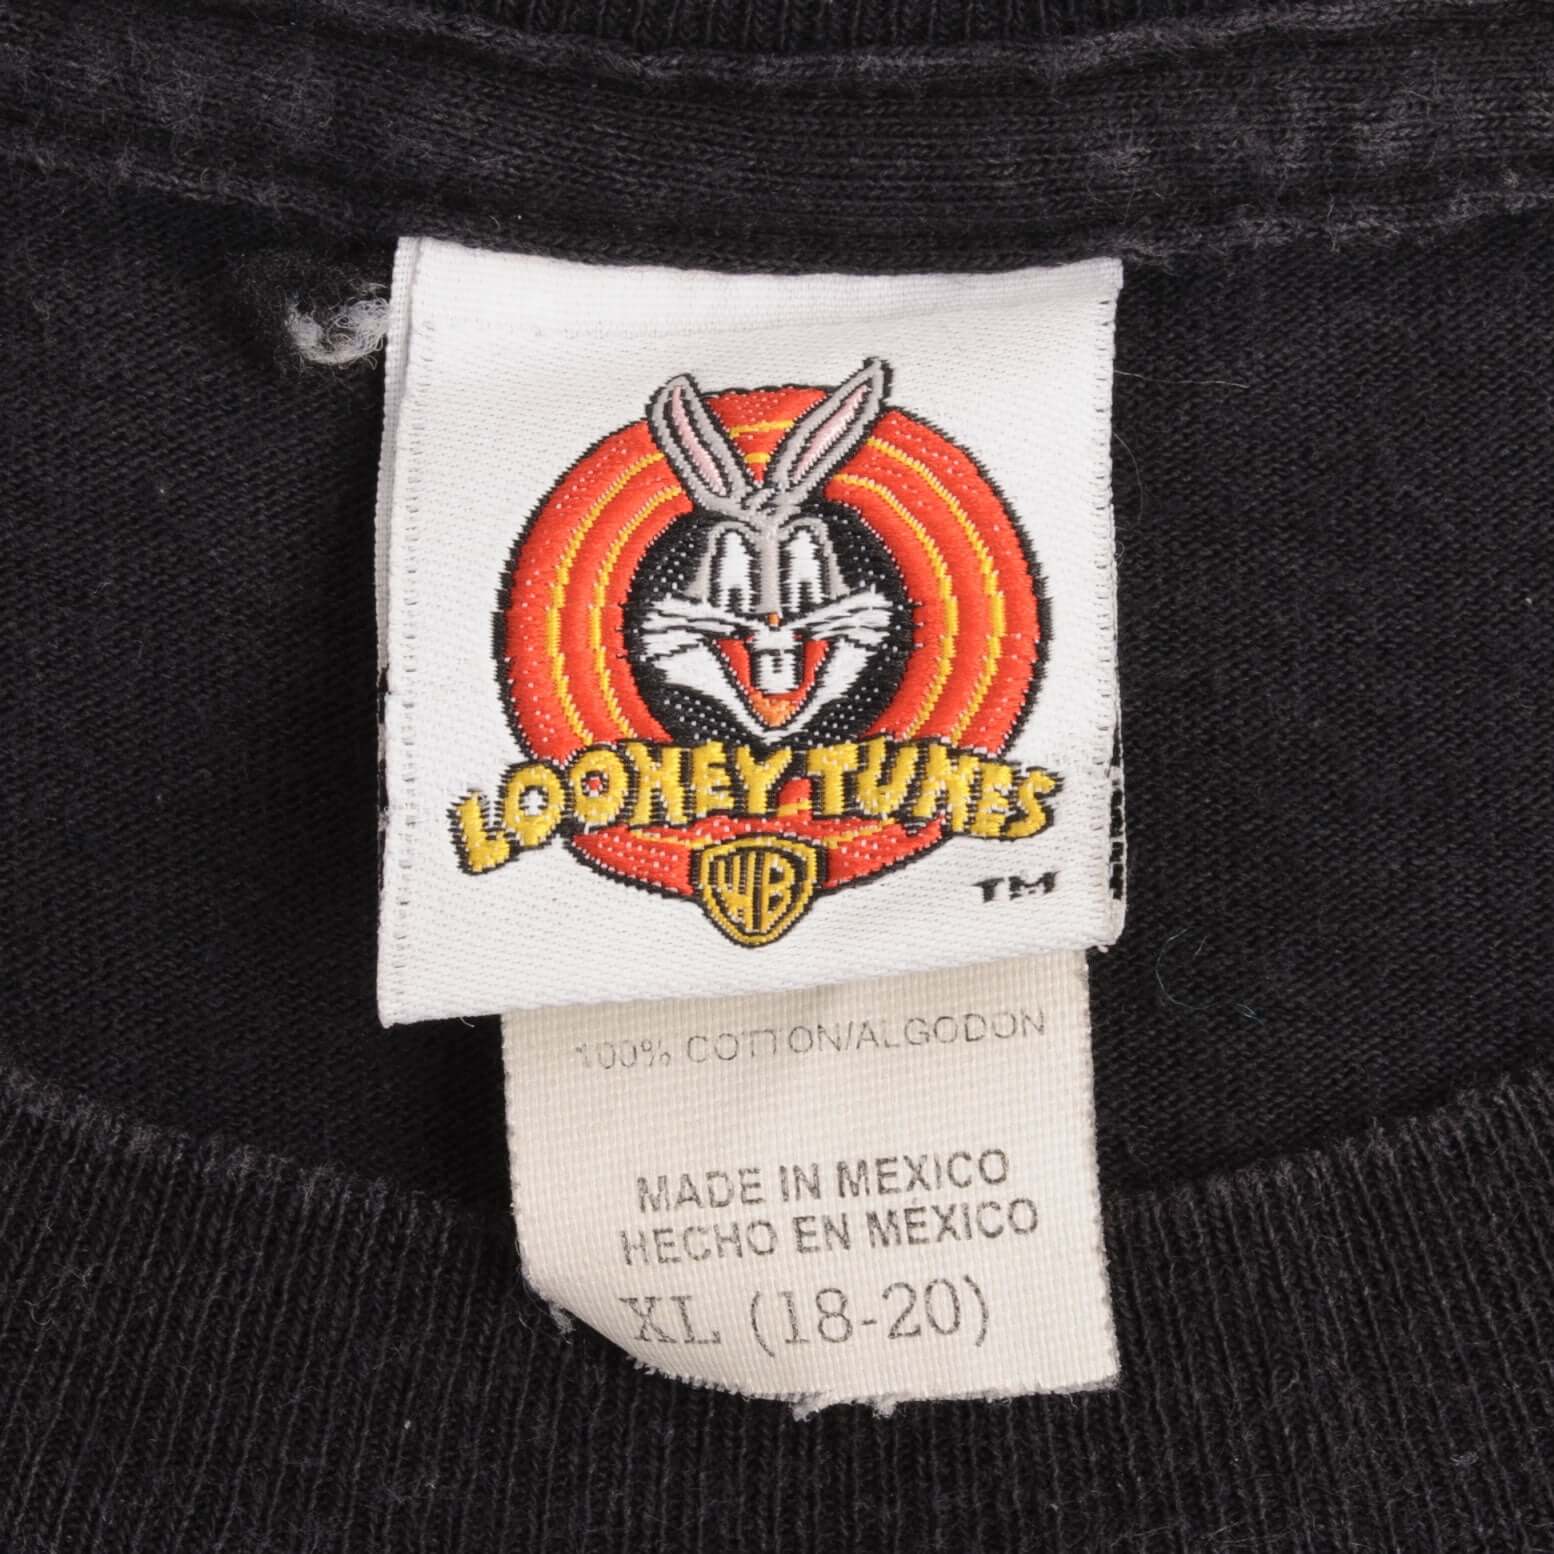 LOONEY TUNES
WB
TM
100% COTTON/ALGODON
MADE IN MEXICO
HECHO EN MEXICO
XL (18-20)